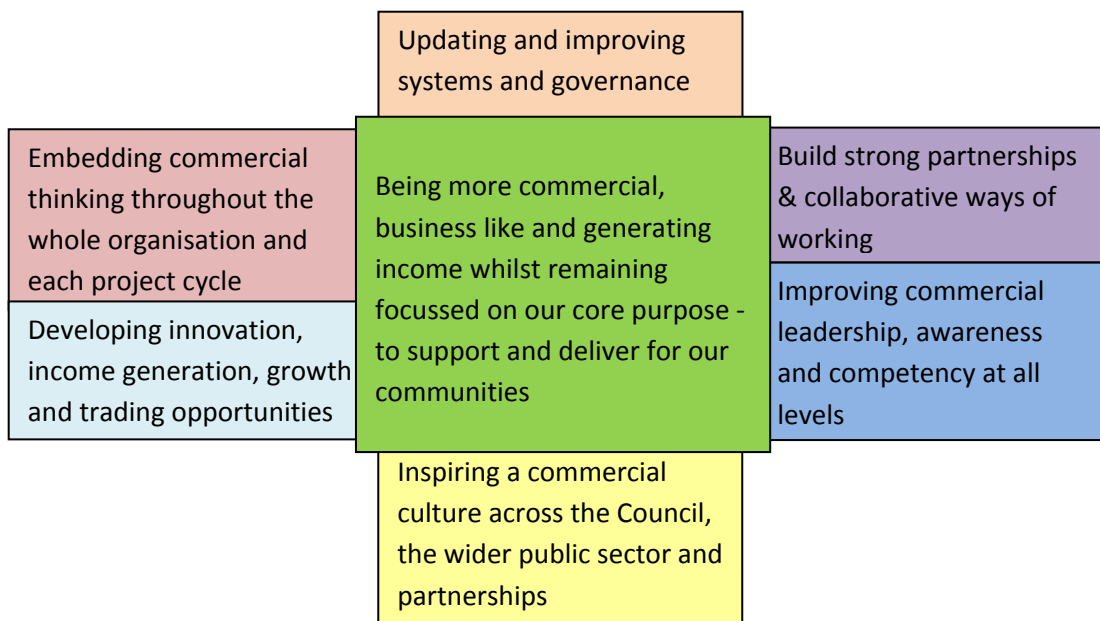 Updating and improving
systems and governance
Embedding commercial
thinking throughout the
whole organisation and
each project cycle
Developing innovation,
income generation, growth
and trading opportunities
Being more commercial,
business like and generating
income whilst remaining
focussed on our core purpose -
to support and deliver for our
communities
Build strong partnerships
& collaborative ways of
working
Improving commercial
leadership, awareness
and competency at all
levels
Inspiring a commercial
culture across the Council,
the wider public sector and
partnerships